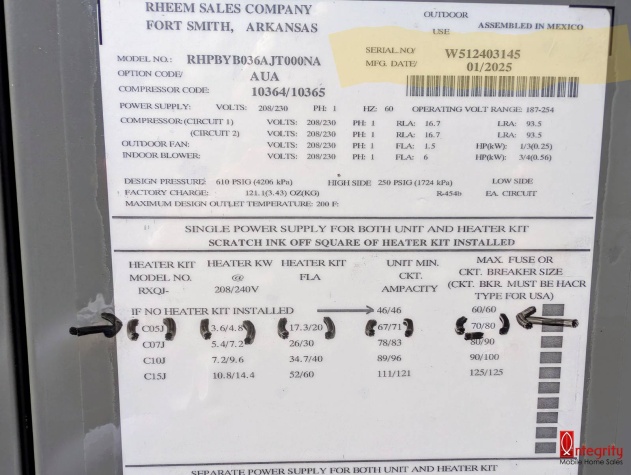 RHEEM SALES COMPANY
FORT SMITH, ARKANSAS
OUTDOOR
USE
ASSEMBLED IN MEXICO
MODEL NO.: RHPBYB036AJT000NA
SERIAL NO/ W512403145
OPTION CODE/ AUA
MFG. DATE/ 01/2025
COMPRESSOR CODE: 10364/10365
POWER SUPPLY: VOLTS: 208/230 PH: 1 HZ: 60 OPERATING VOLT RANGE: 187-254
COMPRESSOR:(CIRCUIT 1) VOLTS: 208/230 PH: 1 RLA: 16.7 LRA: 93.5
(CIRCUIT 2) VOLTS: 208/230 PH: 1 RLA: 16.7 LRA: 93.5
OUTDOOR FAN: VOLTS: 208/230 PH: 1 FLA: 1.5 HP(kW): 1/3(0.25)
INDOOR BLOWER: VOLTS: 208/230 PH: 1 FLA: 6 HP(kW): 3/4(0.56)
DESIGN PRESSURE: 610 PSIG (4206 kPa) HIGH SIDE 250 PSIG (1724 kPa) LOW SIDE
FACTORY CHARGE: 121.1(3.43) OZ(KG) R-454b EA. CIRCUIT
MAXIMUM DESIGN OUTLET TEMPERATURE: 200 F:
SINGLE POWER SUPPLY FOR BOTH UNIT AND HEATER KIT
SCRATCH INK OFF SQUARE OF HEATER KIT INSTALLED
HEATER KIT HEATER KW HEATER KIT UNIT MIN. MAX. FUSE OR
MODEL NO. @ FLA CKT. CKT. BREAKER SIZE
RXQJ- 208/240V AMPACITY (CKT. BKR. MUST BE HACR
TYPE FOR USA)
IF NO HEATER KIT INSTALLED 46/46 60/60
C05J 3.6/4.8 17.3/20 67/71 70/80
C07J 5.4/7.2 26/30 78/83 80/90
C10J 7.2/9.6 34.7/40 89/96 90/100
C15J 10.8/14.4 52/60 111/121 125/125
SEPARATE POWER SUPPLY FOR BOTH UNIT AND HEATER KIT
integrity
Mobile Home Sales